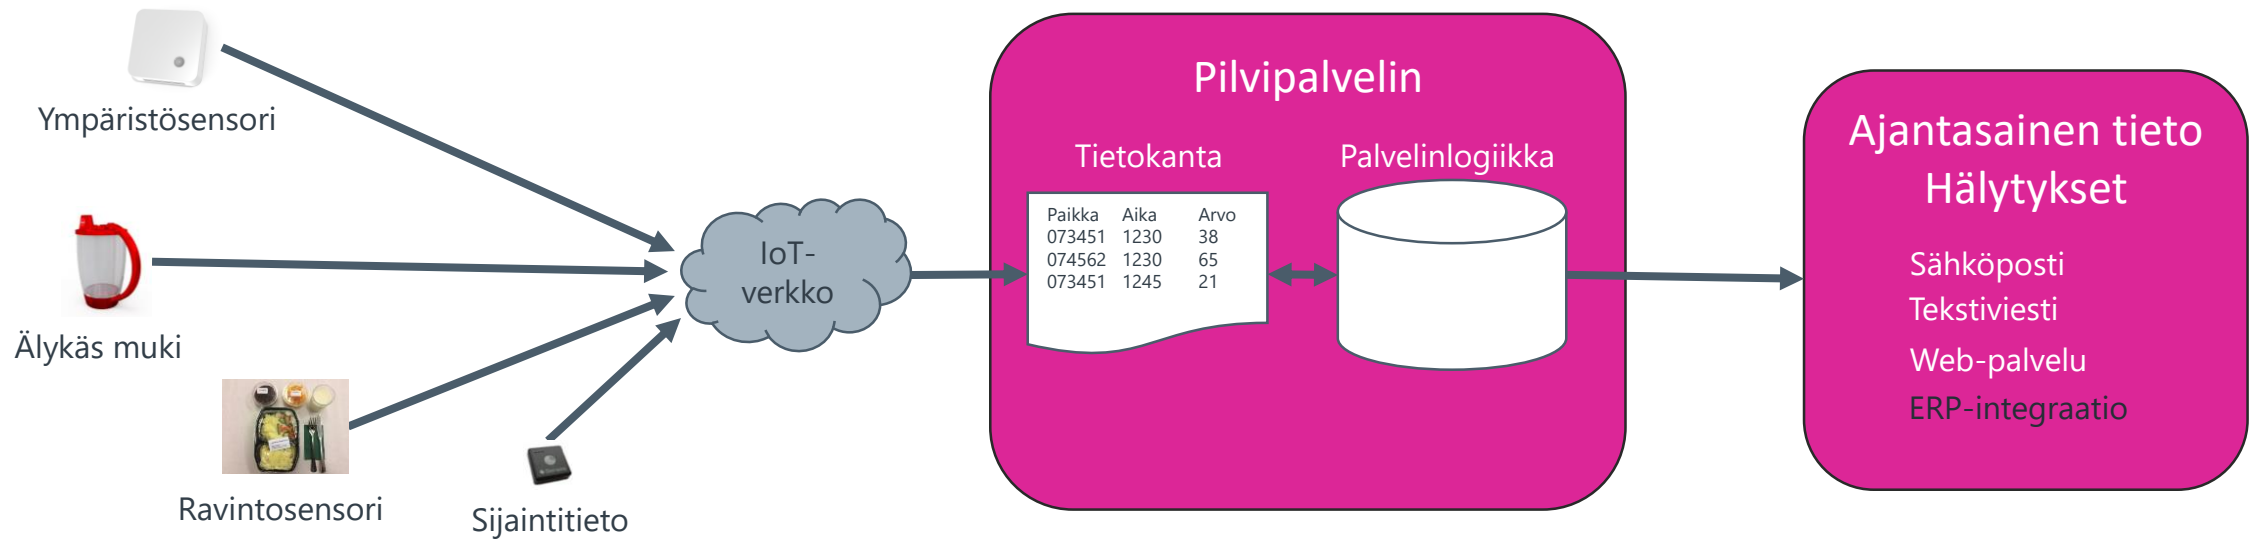 Ympäristösensori
Älykäs muki
Ravintosensori
Sijaintitieto
IoT-
verkko
Pilvipalvelin
Tietokanta
Paikka Aika Arvo
073451 1230 38
074562 1230 65
073451 1245 21
Palvelinlogiikka
Ajantasainen tieto
Hälytykset
Sähköposti
Tekstiviesti
Web-palvelu
ERP-integraatio